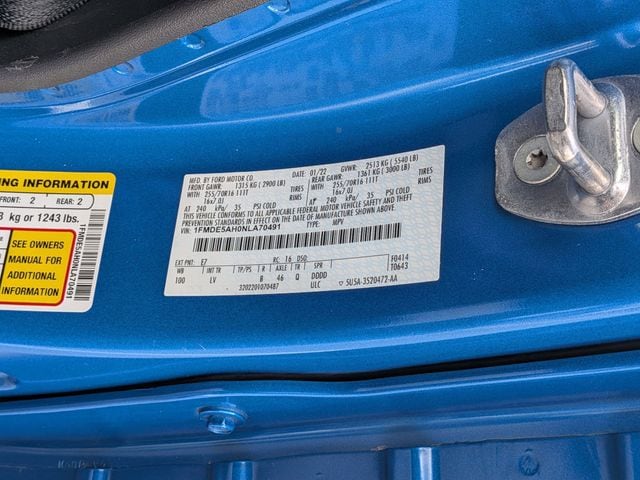 NG INFORMATION
FRONT: 2 REAR: 2
kg or 1243 lbs.
SEE OWNERS
MANUAL FOR
ADDITIONAL
INFORMATION
1FMDE5AH0NLA70491
MFD. BY FORD MOTOR CO.
DATE 01/22 GVWR: 2513 KG ( 5540 LB)
FRONT GAWR: 1315 KG ( 2900 LB) REAR GAWR: 1361 KG ( 3000 LB)
WITH 255/70R16 111T TIRES WITH 255/70R16 111T TIRES
16x7.0J RIMS 16x7.0J RIMS
AT 240 kPa/ 35 PSI COLD AT 240 kPa/ 35 PSI COLD
THIS VEHICLE CONFORMS TO ALL APPLICABLE FEDERAL MOTOR VEHICLE SAFETY AND THEFT
PREVENTION STANDARDS IN EFFECT ON THE DATE OF MANUFACTURE SHOWN ABOVE.
VIN: 1FMDE5AH0NLA70491 TYPE: MPV
EXT PNT: E7 RC: 16 DSO: F0414
WB INT TR TP/PS R AXLE TR SPR T0643
100 LV B 46 Q DDDD
3202201070487 ULC 5U5A-3520472-AA